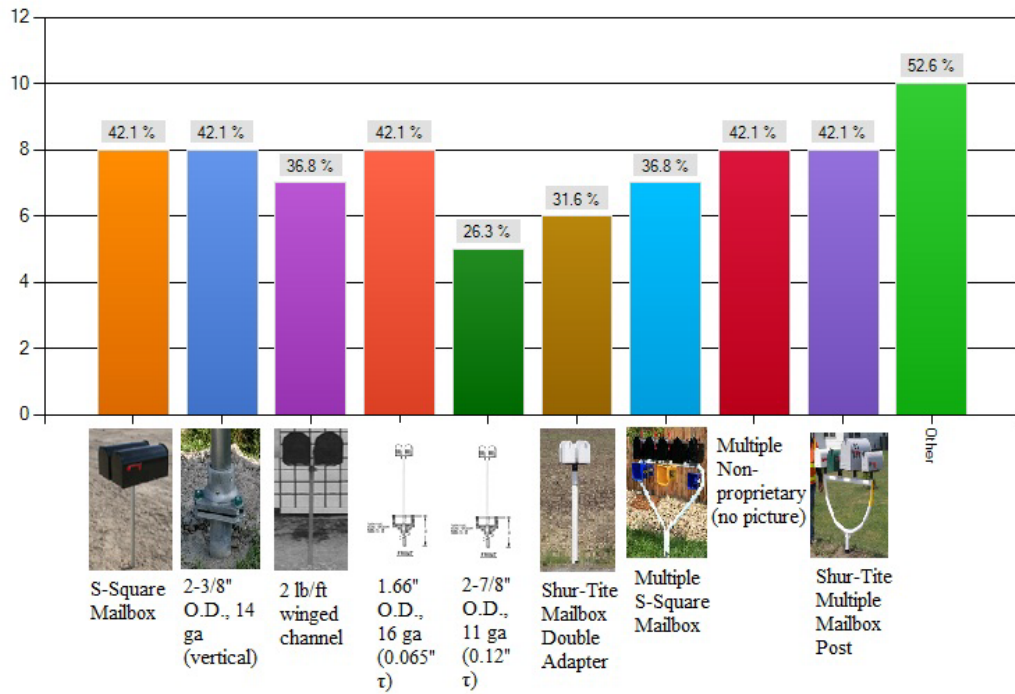 12
10
8
6
4
2
0
42.1 %
42.1 %
36.8 %
42.1 %
26.3 %
31.6 %
36.8 %
42.1 %
42.1 %
52.6 %
S-Square
Mailbox
2-3/8"
O.D., 14
ga
(vertical)
2 lb/ft
winged
channel
FRONT
1.66"
O.D.,
16 ga
(0.065"
τ)
FRONT
2-7/8"
O.D.,
11 ga
(0.12"
τ)
Shur-Tite
Mailbox
Double
Adapter
Multiple
S-Square
Mailbox
Multiple
Non-
proprietary
(no picture)
Shur-Tite
Multiple
Mailbox
Post
Other